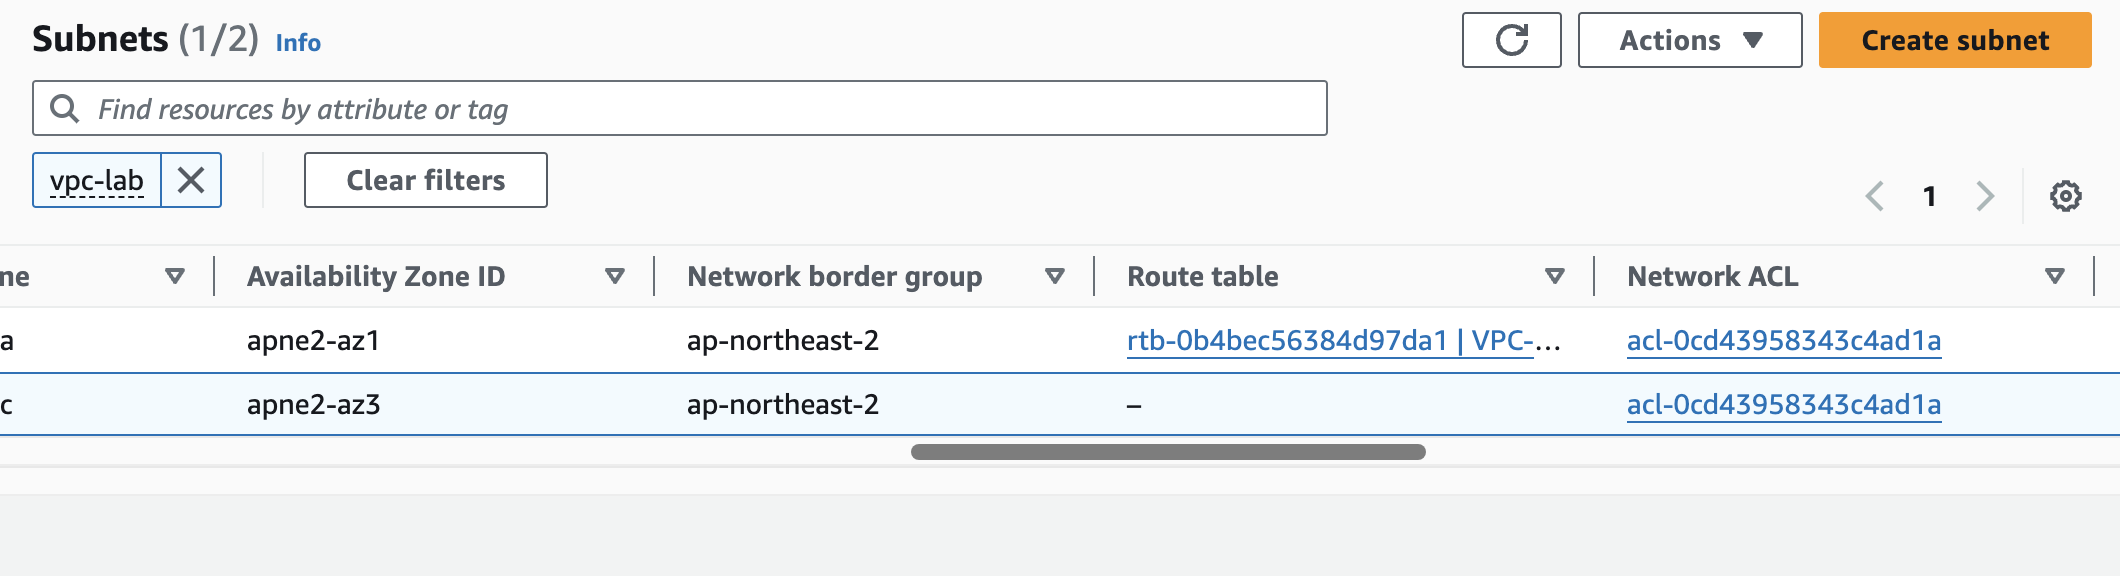 Subnets (1/2) Info
Actions
Create subnet
Find resources by attribute or tag
vpc-lab
Clear filters
1
ne
Availability Zone ID
Network border group
Route table
Network ACL
a
apne2-az1
ap-northeast-2
rtb-0b4bec56384d97da1 | VPC-...
acl-0cd43958343c4ad1a
c
apne2-az3
ap-northeast-2
–
acl-0cd43958343c4ad1a